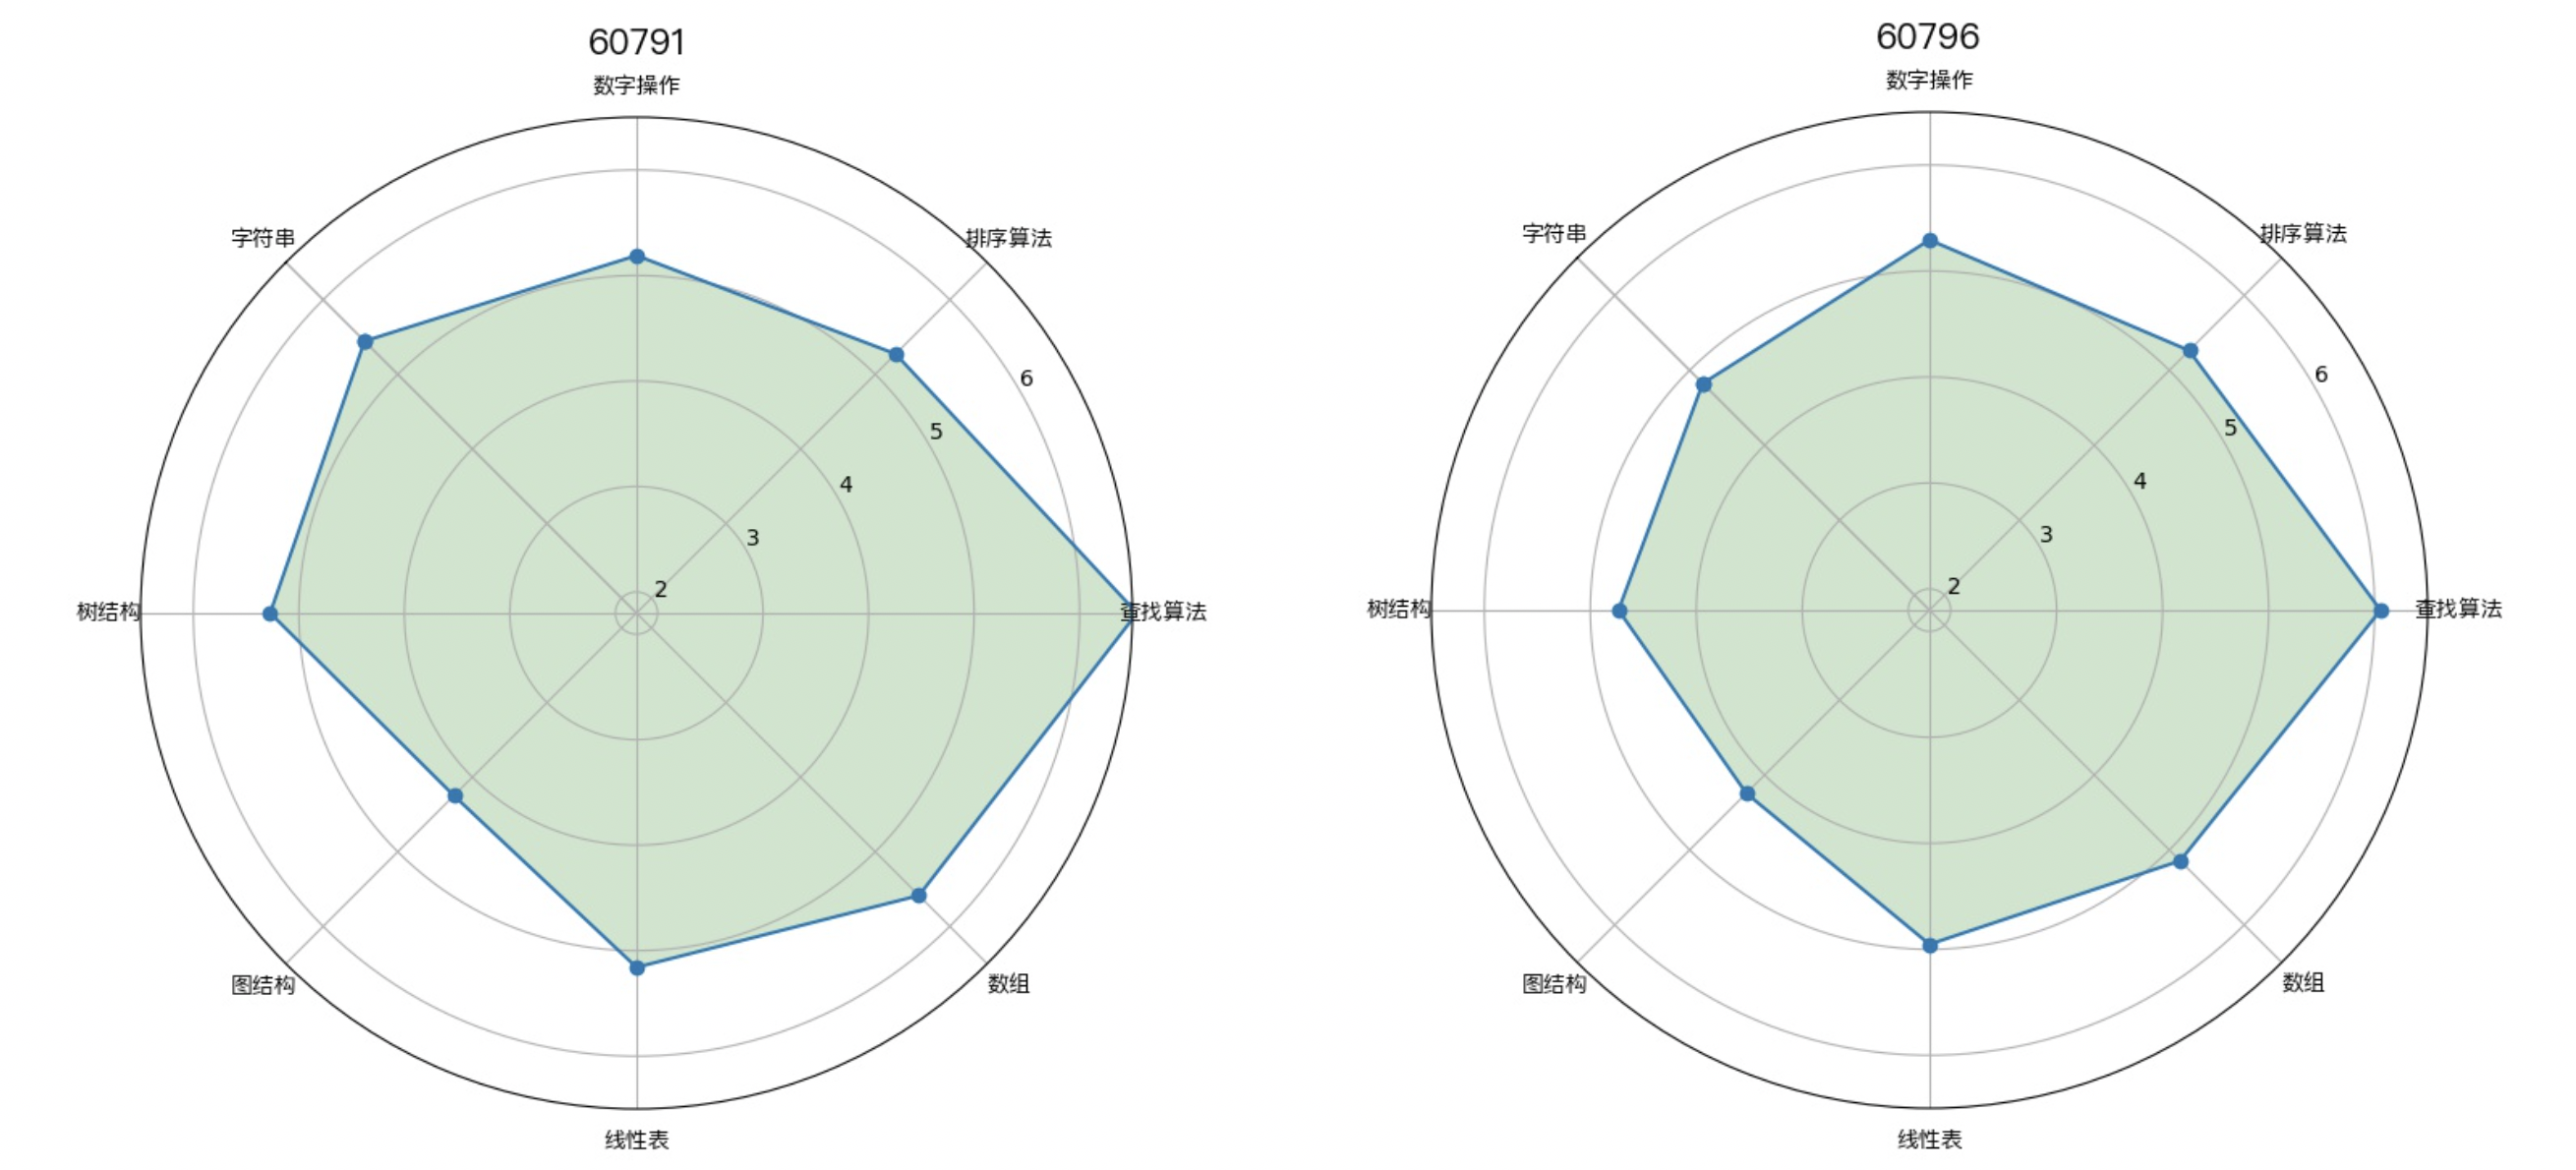 60791
数字操作
字符串
排序算法
6
5
4
3
2
树结构
查找算法
图结构
数组
线性表
60796
数字操作
字符串
排序算法
6
5
4
3
2
树结构
查找算法
图结构
数组
线性表